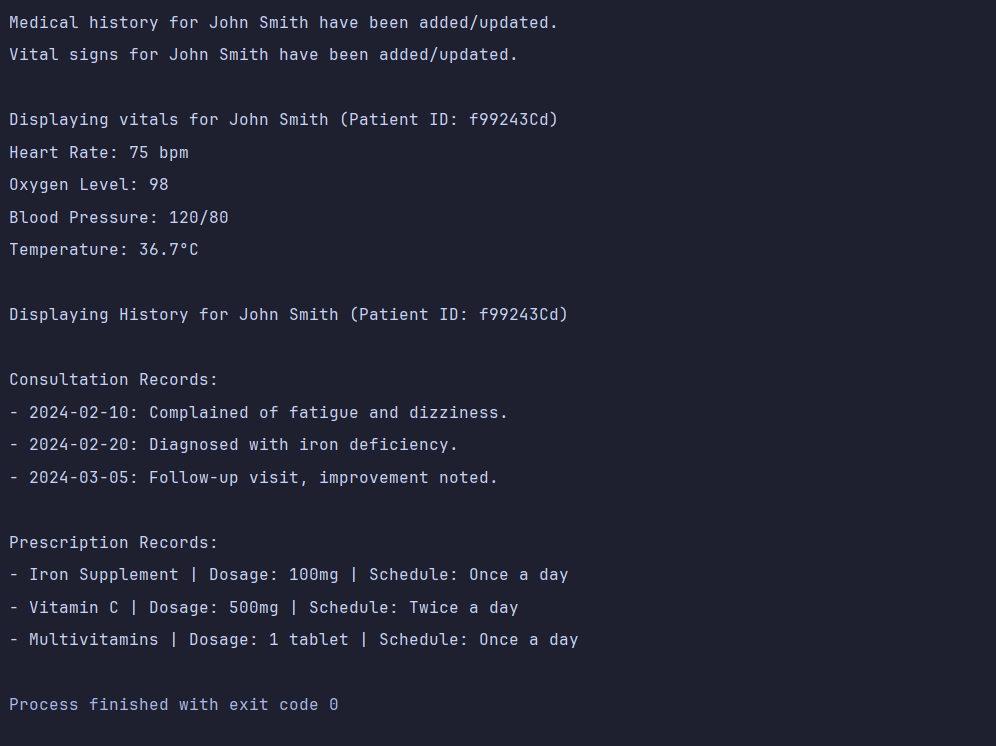 Medical history for John Smith have been added/updated.
Vital signs for John Smith have been added/updated.
Displaying vitals for John Smith (Patient ID: f99243Cd)
Heart Rate: 75 bpm
Oxygen Level: 98
Blood Pressure: 120/80
Temperature: 36.7°C
Displaying History for John Smith (Patient ID: f99243Cd)
Consultation Records:
- 2024-02-10: Complained of fatigue and dizziness.
- 2024-02-20: Diagnosed with iron deficiency.
- 2024-03-05: Follow-up visit, improvement noted.
Prescription Records:
- Iron Supplement | Dosage: 100mg | Schedule: Once a day
- Vitamin C | Dosage: 500mg | Schedule: Twice a day
- Multivitamins | Dosage: 1 tablet | Schedule: Once a day
Process finished with exit code 0